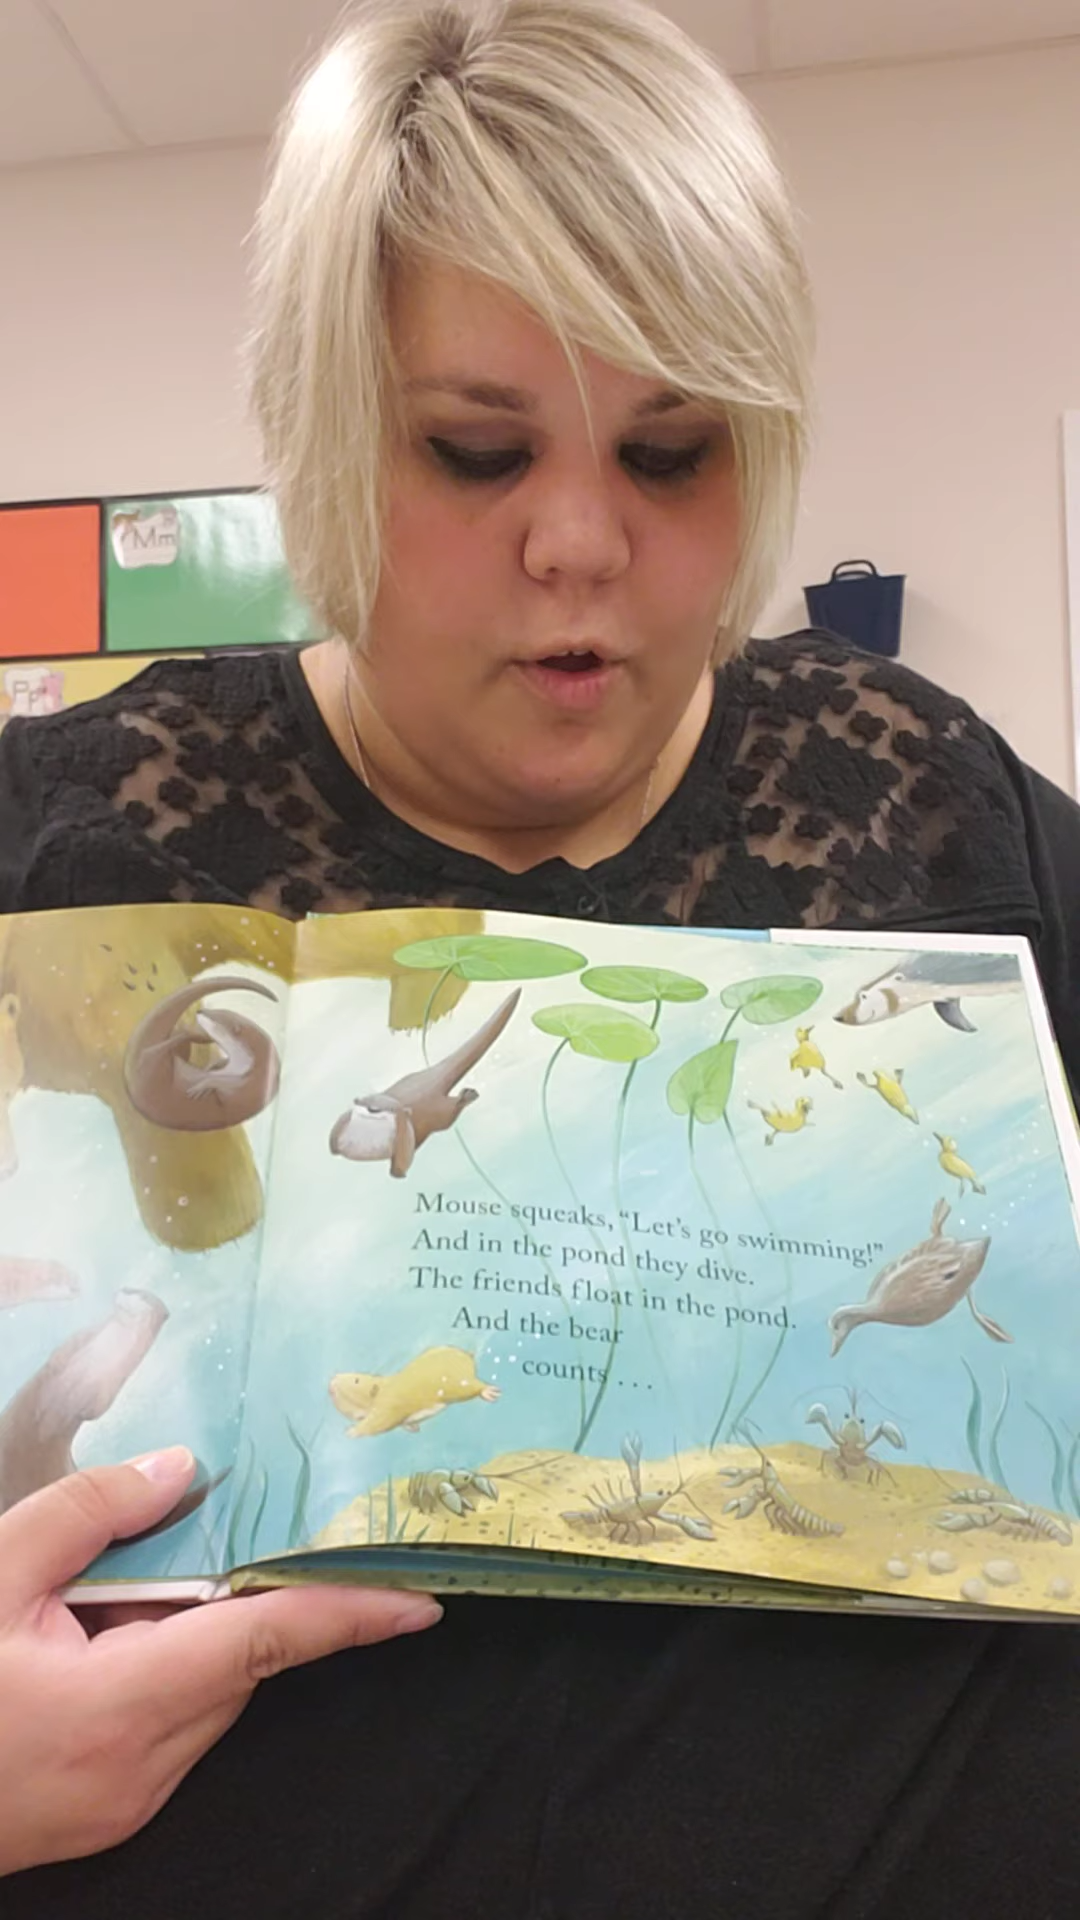 Mm
Pp
Mouse squeaks, “Let’s go swimming!”
And in the pond they dive.
The friends float in the pond.
And the bear
counts . . .